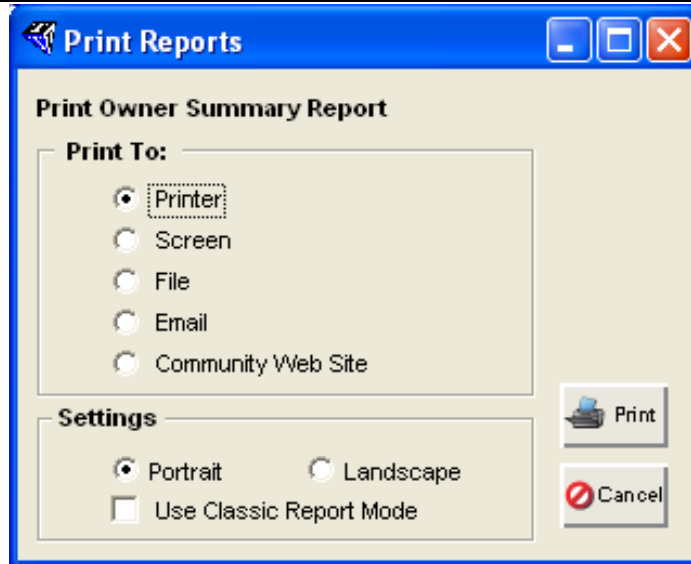 Print Reports
Print Owner Summary Report
Print To:
Printer
Screen
File
Email
Community Web Site
Settings
Portrait Landscape
Use Classic Report Mode
Print
Cancel